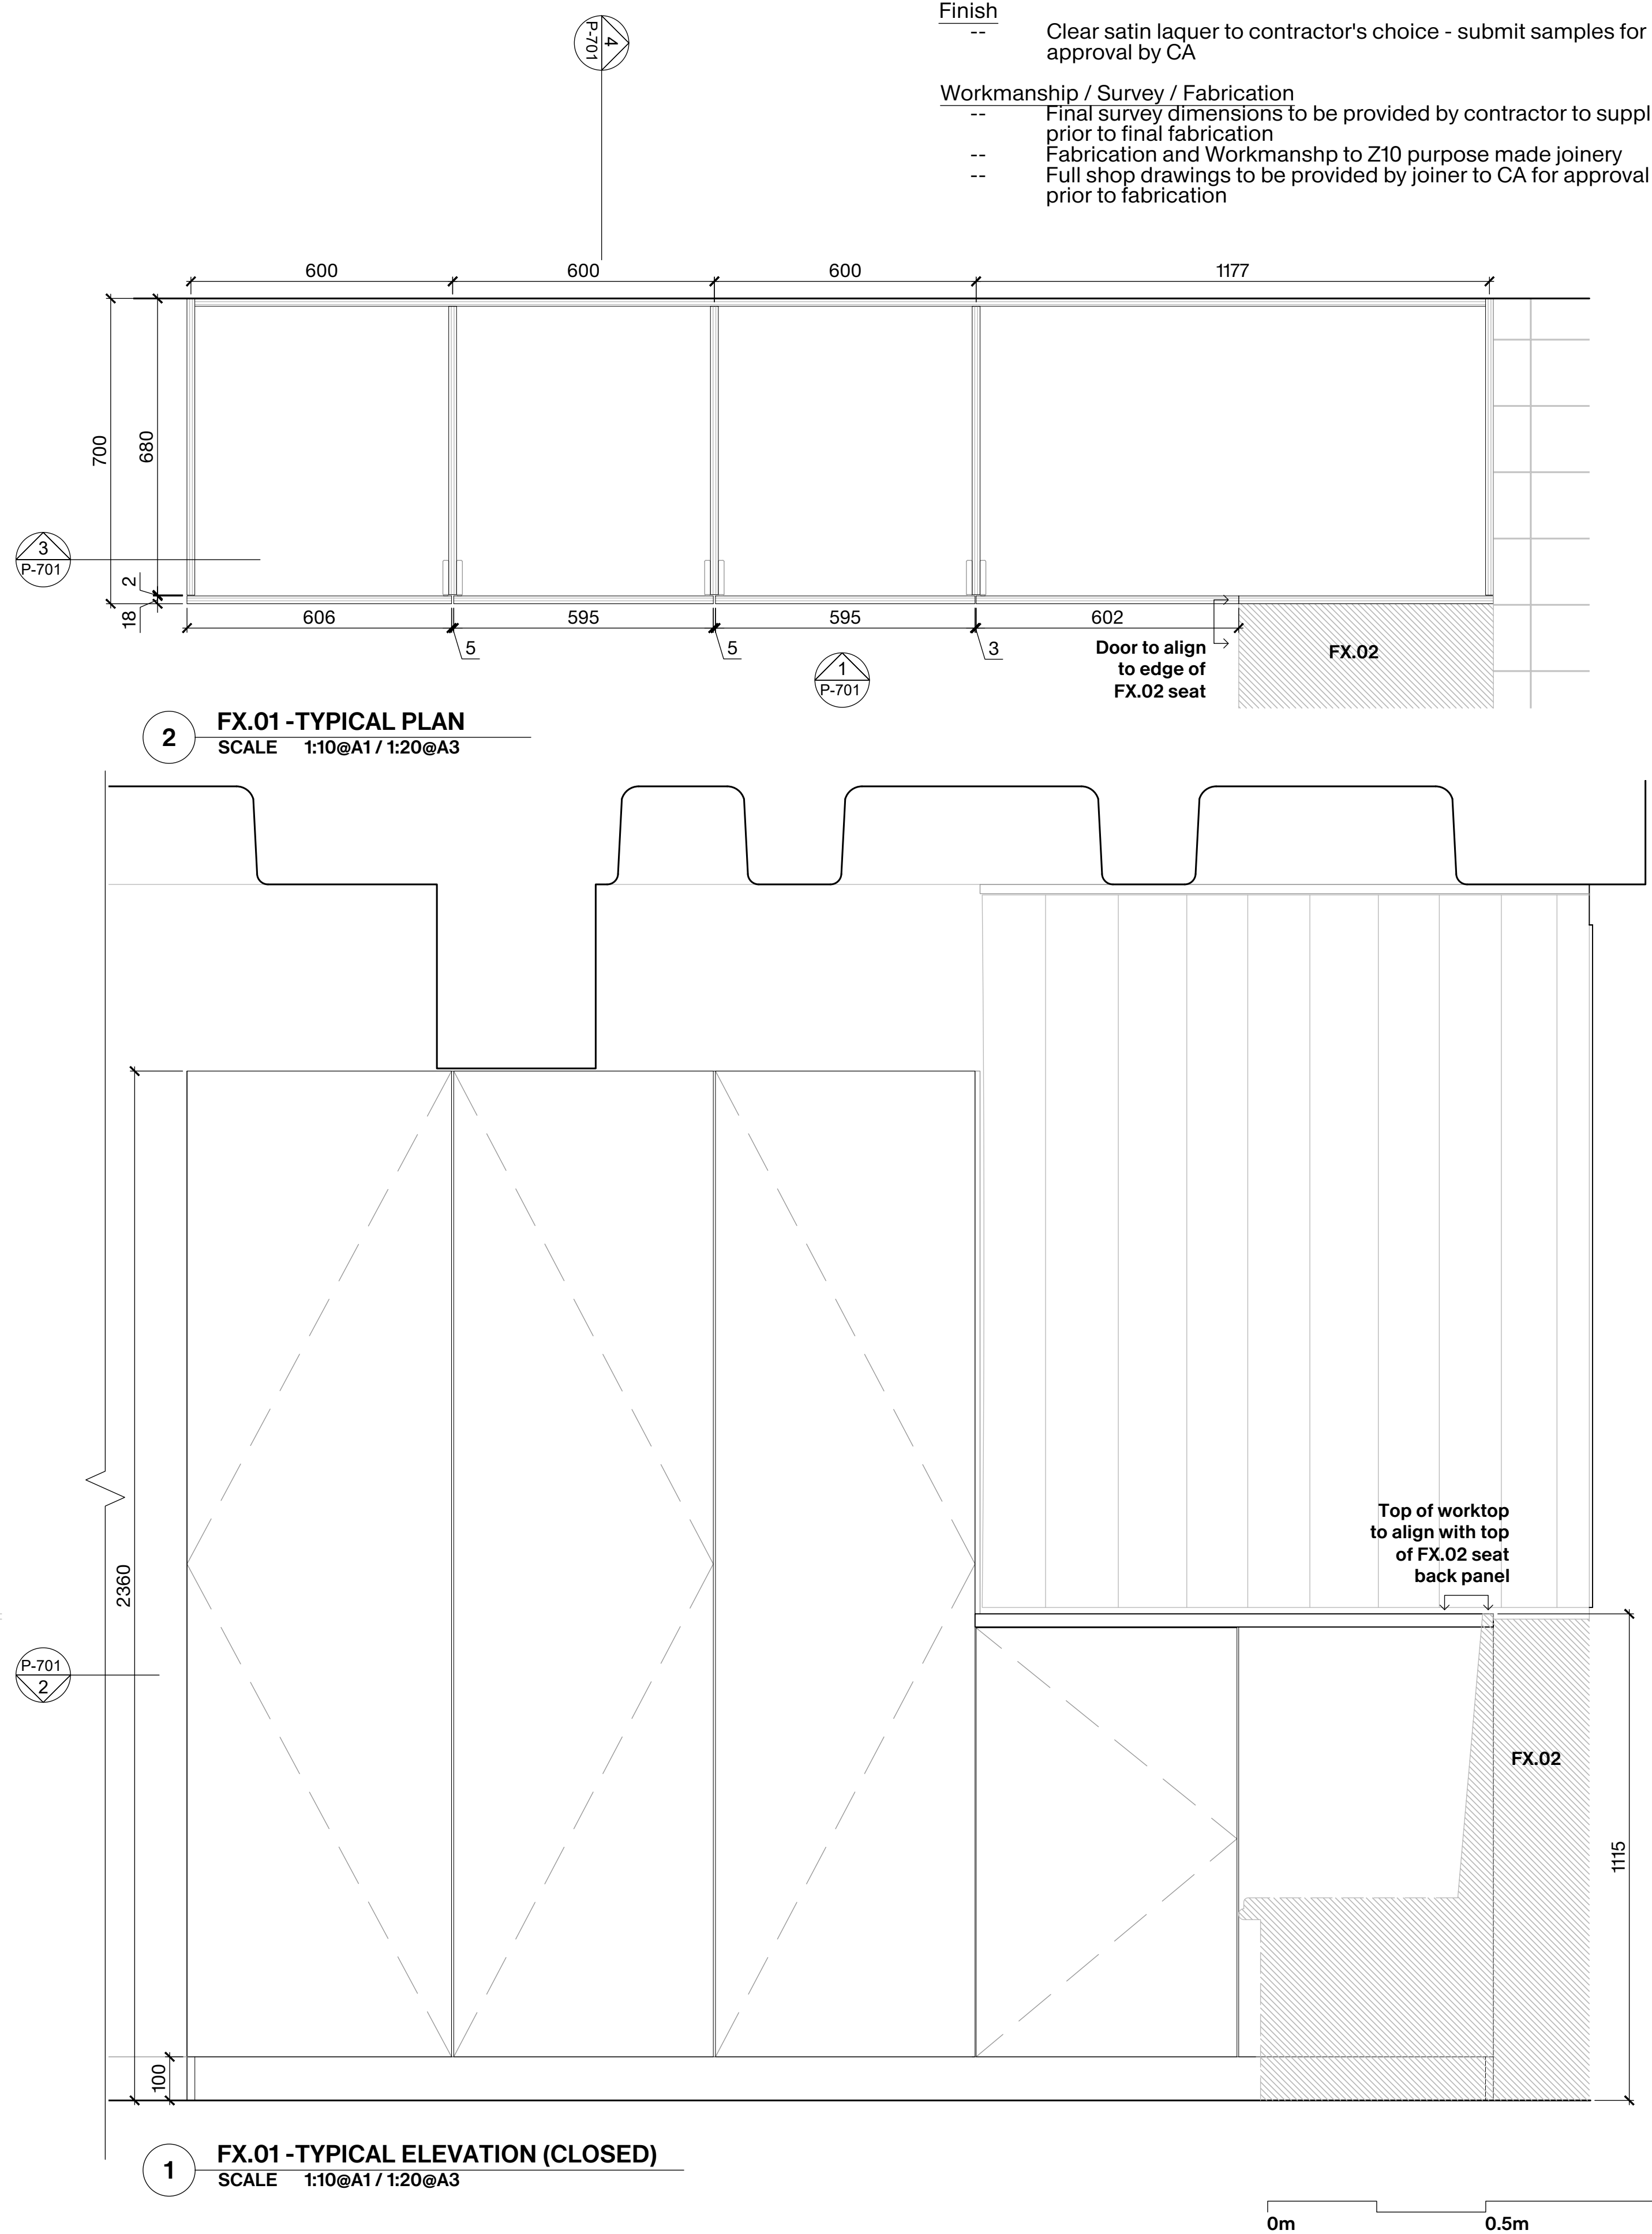 Finish
-- Clear satin laquer to contractor's choice - submit samples for
approval by CA
Workmanship / Survey / Fabrication
-- Final survey dimensions to be provided by contractor to suppl
prior to final fabrication
-- Fabrication and Workmanshp to Z10 purpose made joinery
-- Full shop drawings to be provided by joiner to CA for approval
prior to fabrication
4
P-701
600 600 600 1177
700
680
3
P-701
2
18
606 595 595 602
5 5 3
1
P-701
Door to align
to edge of
FX.02 seat
FX.02
2
FX.01 -TYPICAL PLAN
SCALE 1:10@A1 / 1:20@A3
2360
Top of worktop
to align with top
of FX.02 seat
back panel
P-701
2
FX.02
1115
100
1
FX.01 -TYPICAL ELEVATION (CLOSED)
SCALE 1:10@A1 / 1:20@A3
0m 0.5m